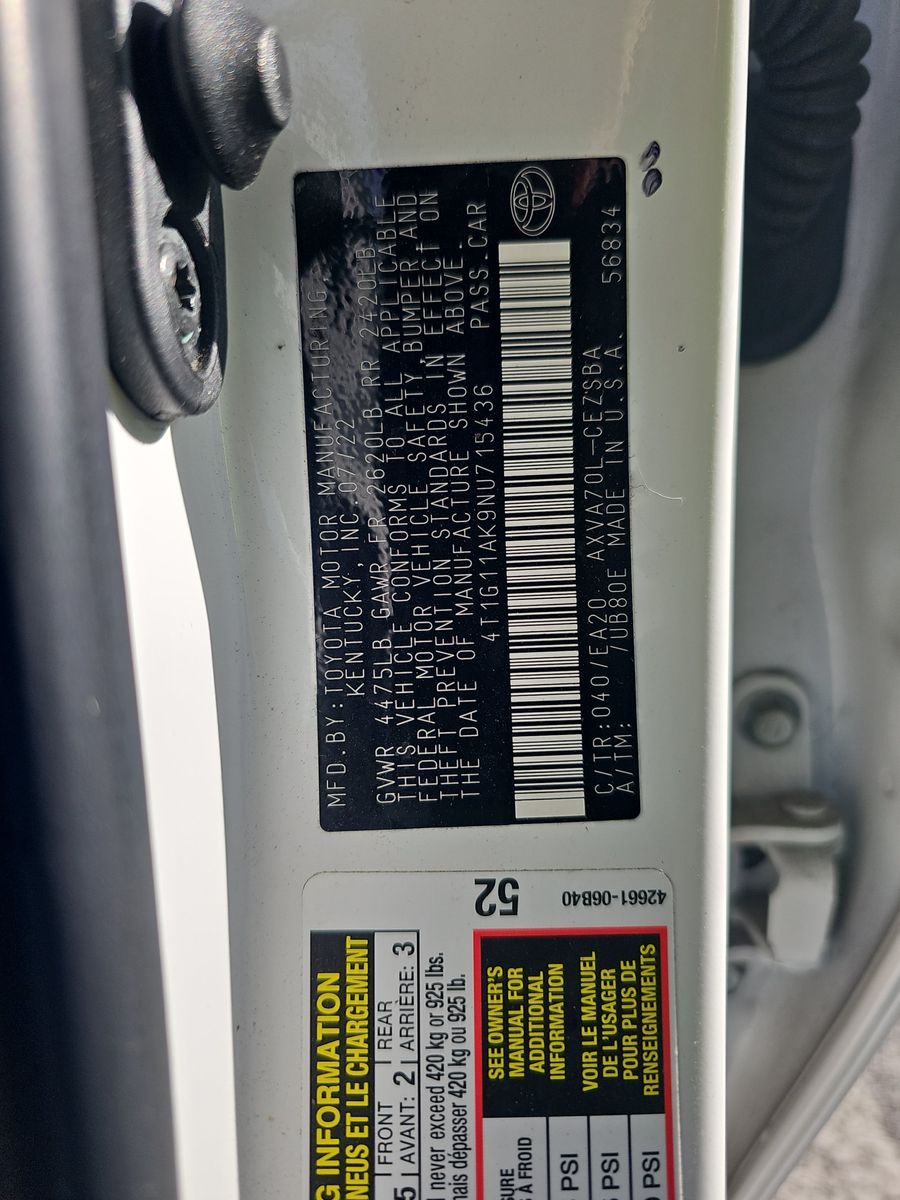 MFD.BY:TOYOTA MOTOR MANUFACTURING,
KENTUCKY,INC.07/22
GVWR 4475LB GAWR FR 2620LB RR 2420LB
THIS VEHICLE CONFORMS TO ALL APPLICABLE
FEDERAL MOTOR VEHICLE SAFETY,BUMPER,AND
THEFT PREVENTION STANDARDS IN EFFECT ON
THE DATE OF MANUFACTURE SHOWN ABOVE.
4T1G11AK9NU715436 PASS.CAR
C/TR:040/EA20 AXVA70L-CEZSBA
A/TM: /UB80E MADE IN U.S.A. 56834
52
42661-06B40
INFORMATION
NEUS ET LE CHARGEMENT
FRONT 2 REAR 3
AVANT: ARRIÈRE:
never exceed 420 kg or 925 lbs.
mais dépasser 420 kg ou 925 lb.
SEE OWNER'S
MANUAL FOR
ADDITIONAL
INFORMATION
VOIR LE MANUEL
DE L'USAGER
POUR PLUS DE
RENSEIGNEMENTS
À FROID
PSI
PSI
PSI